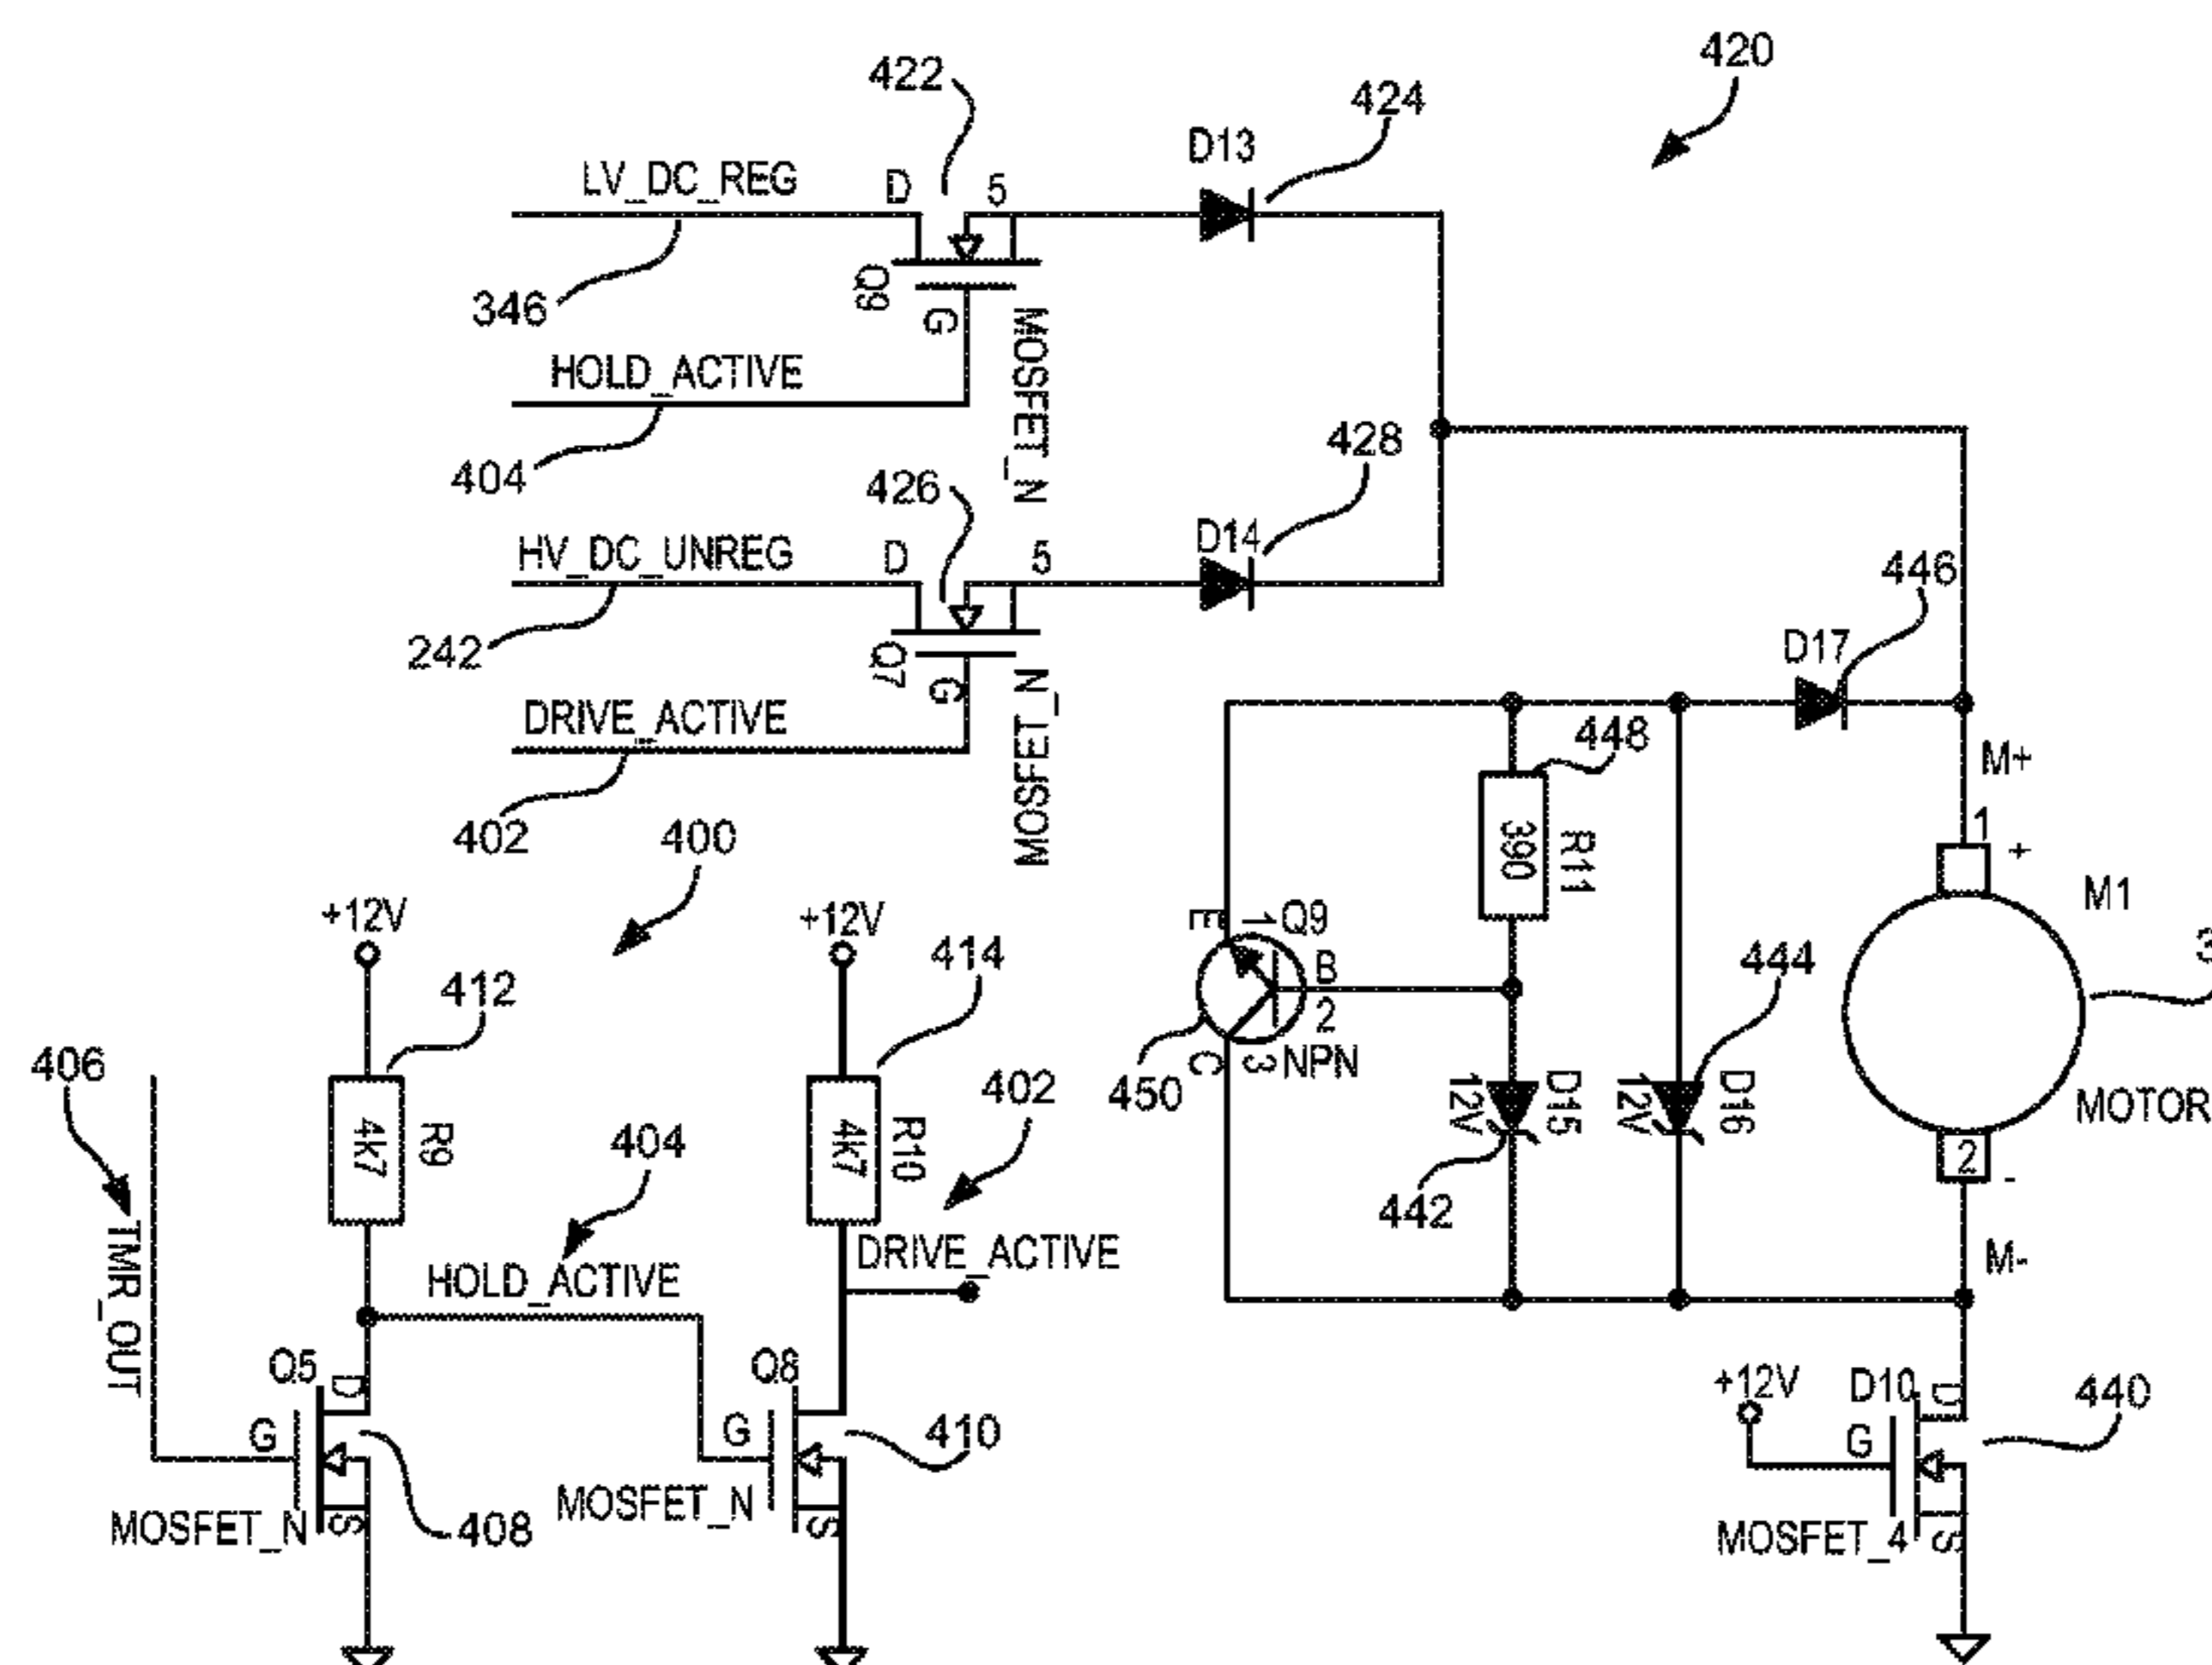 420
422
424
D13
LV_DC_REG
D
5
Q9
G
MOSFET_N
346
HOLD_ACTIVE
404
426
428
D14
HV_DC_UNREG
D
5
Q7
G
MOSFET_N
242
DRIVE_ACTIVE
402
400
446
D17
448
M+
1
+
390
R11
M1
E
1
Q9
B
2
450
C
3
NPN
444
12V
D15
12V
D16
442
MOTOR
2
-
M-
+12V
+12V
412
414
406
4k7
R9
404
4k7
R10
402
TMR_OUT
HOLD_ACTIVE
DRIVE_ACTIVE
Q5
D
G
S
MOSFET_N
408
Q8
G
S
MOSFET_N
410
+12V
D10
D
G
S
MOSFET_4
440